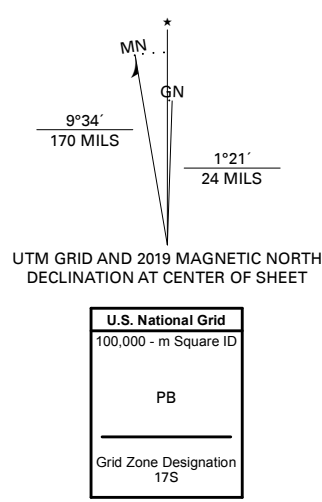 ★
MN
GN
9°34′
170 MILS
1°21′
24 MILS
UTM GRID AND 2019 MAGNETIC NORTH
DECLINATION AT CENTER OF SHEET
U.S. National Grid
100,000 - m Square ID
PB
Grid Zone Designation
17S